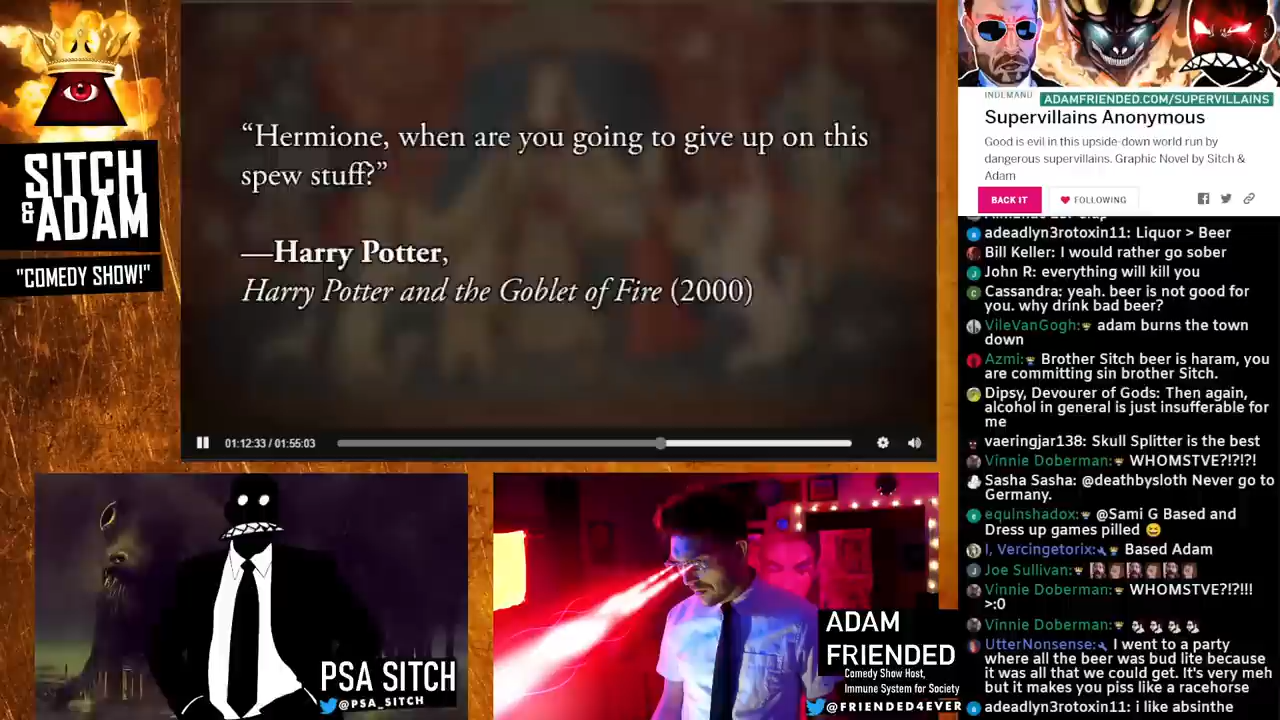 SITCH
& ADAM
"COMEDY SHOW!"
“Hermione, when are you going to give up on this
spew stuff?”
—Harry Potter,
Harry Potter and the Goblet of Fire (2000)
01:12:33 / 01:55:03
PSA SITCH
@PSA_SITCH
ADAM
FRIENDED
Comedy Show Host,
Immune System for Society
@FRIENDED4EVER
INDEMAND
ADAMFRIENDED.COM/SUPERVILLAINS
Supervillains Anonymous
Good is evil in this upside-down world run by
dangerous supervillains. Graphic Novel by Sitch &
Adam
BACK IT
FOLLOWING
adeadlyn3rotoxin11: Liquor > Beer
Bill Keller: I would rather go sober
John R: everything will kill you
Cassandra: yeah. beer is not good for
you. why drink bad beer?
VileVanGogh: adam burns the town
down
Azmi: Brother Sitch beer is haram, you
are committing sin brother Sitch.
Dipsy, Devourer of Gods: Then again,
alcohol in general is just insufferable for
me
vaeringjar138: Skull Splitter is the best
Vinnie Doberman: WHOMSTVE?!?!?!
Sasha Sasha: @deathbysloth Never go to
Germany.
equInshadox: @Sami G Based and
Dress up games pilled 😆
I, Vercingetorix: Based Adam
Joe Sullivan:
Vinnie Doberman: WHOMSTVE?!?!!!
>:0
Vinnie Doberman:
UtterNonsense: I went to a party
where all the beer was bud lite because
it was all that we could get. It's very meh
but it makes you piss like a racehorse
adeadlyn3rotoxin11: i like absinthe